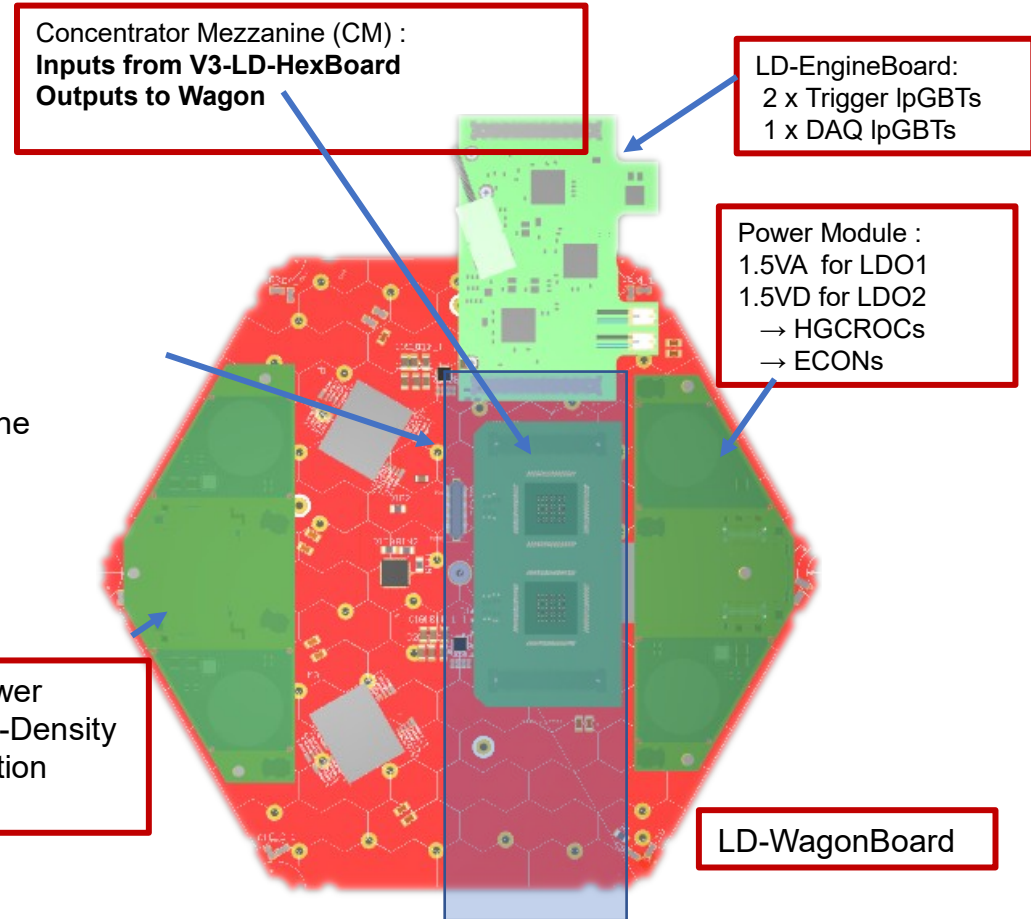 Concentrator Mezzanine (CM) :
Inputs from V3-LD-HexBoard
Outputs to Wagon
LD-EngineBoard:
2 x Trigger lpGBTs
1 x DAQ lpGBTs
Power Module :
1.5VA for LDO1
1.5VD for LDO2
→ HGCROCs
→ ECONs
ne
wer
-Density
tion
LD-WagonBoard